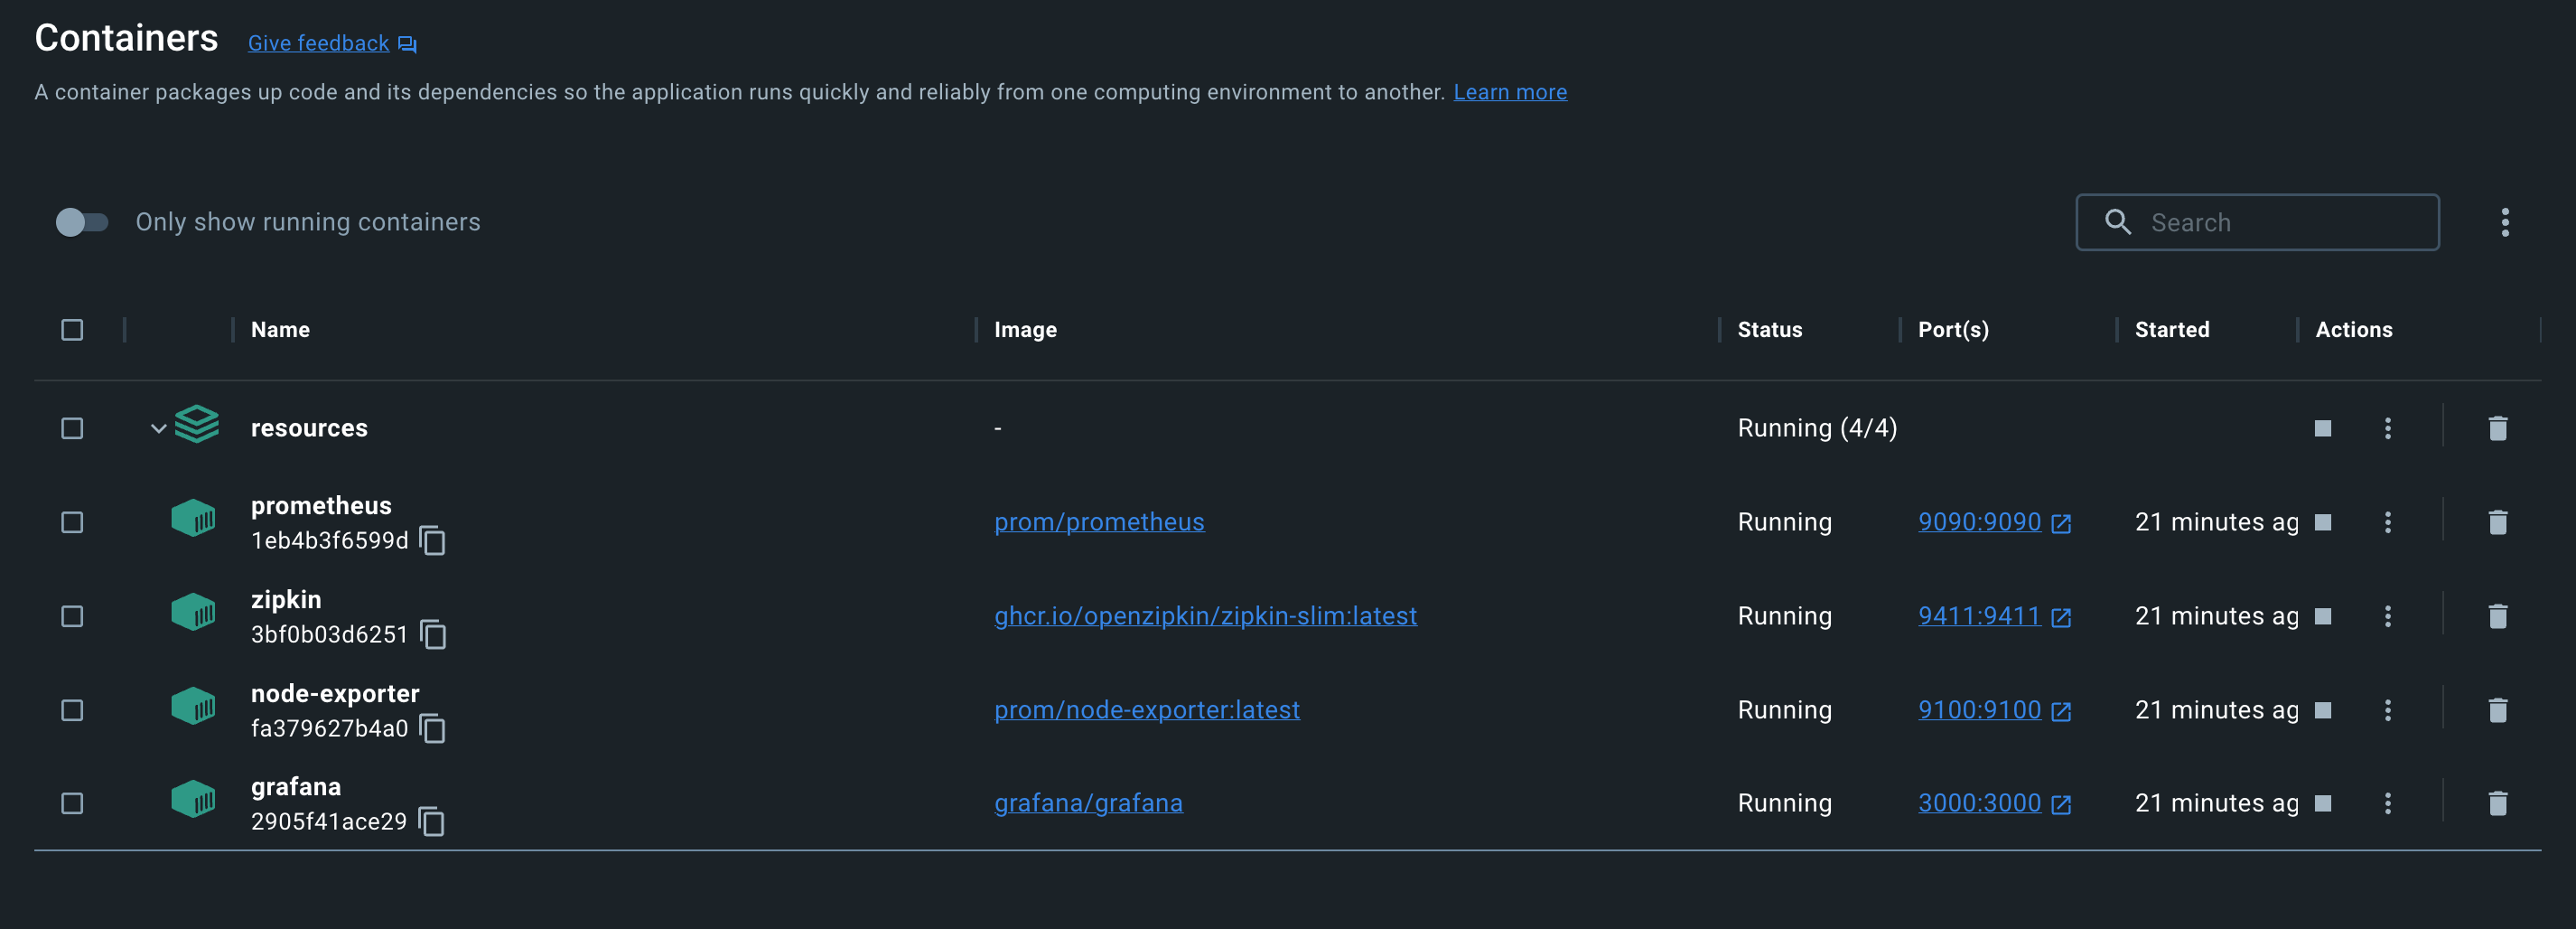 Containers Give feedback
A container packages up code and its dependencies so the application runs quickly and reliably from one computing environment to another. Learn more
Only show running containers Search
Name Image Status Port(s) Started Actions
resources - Running (4/4)
prometheus
1eb4b3f6599d prom/prometheus Running 9090:9090 21 minutes ag
zipkin
3bf0b03d6251 ghcr.io/openzipkin/zipkin-slim:latest Running 9411:9411 21 minutes ag
node-exporter
fa379627b4a0 prom/node-exporter:latest Running 9100:9100 21 minutes ag
grafana
2905f41ace29 grafana/grafana Running 3000:3000 21 minutes ag